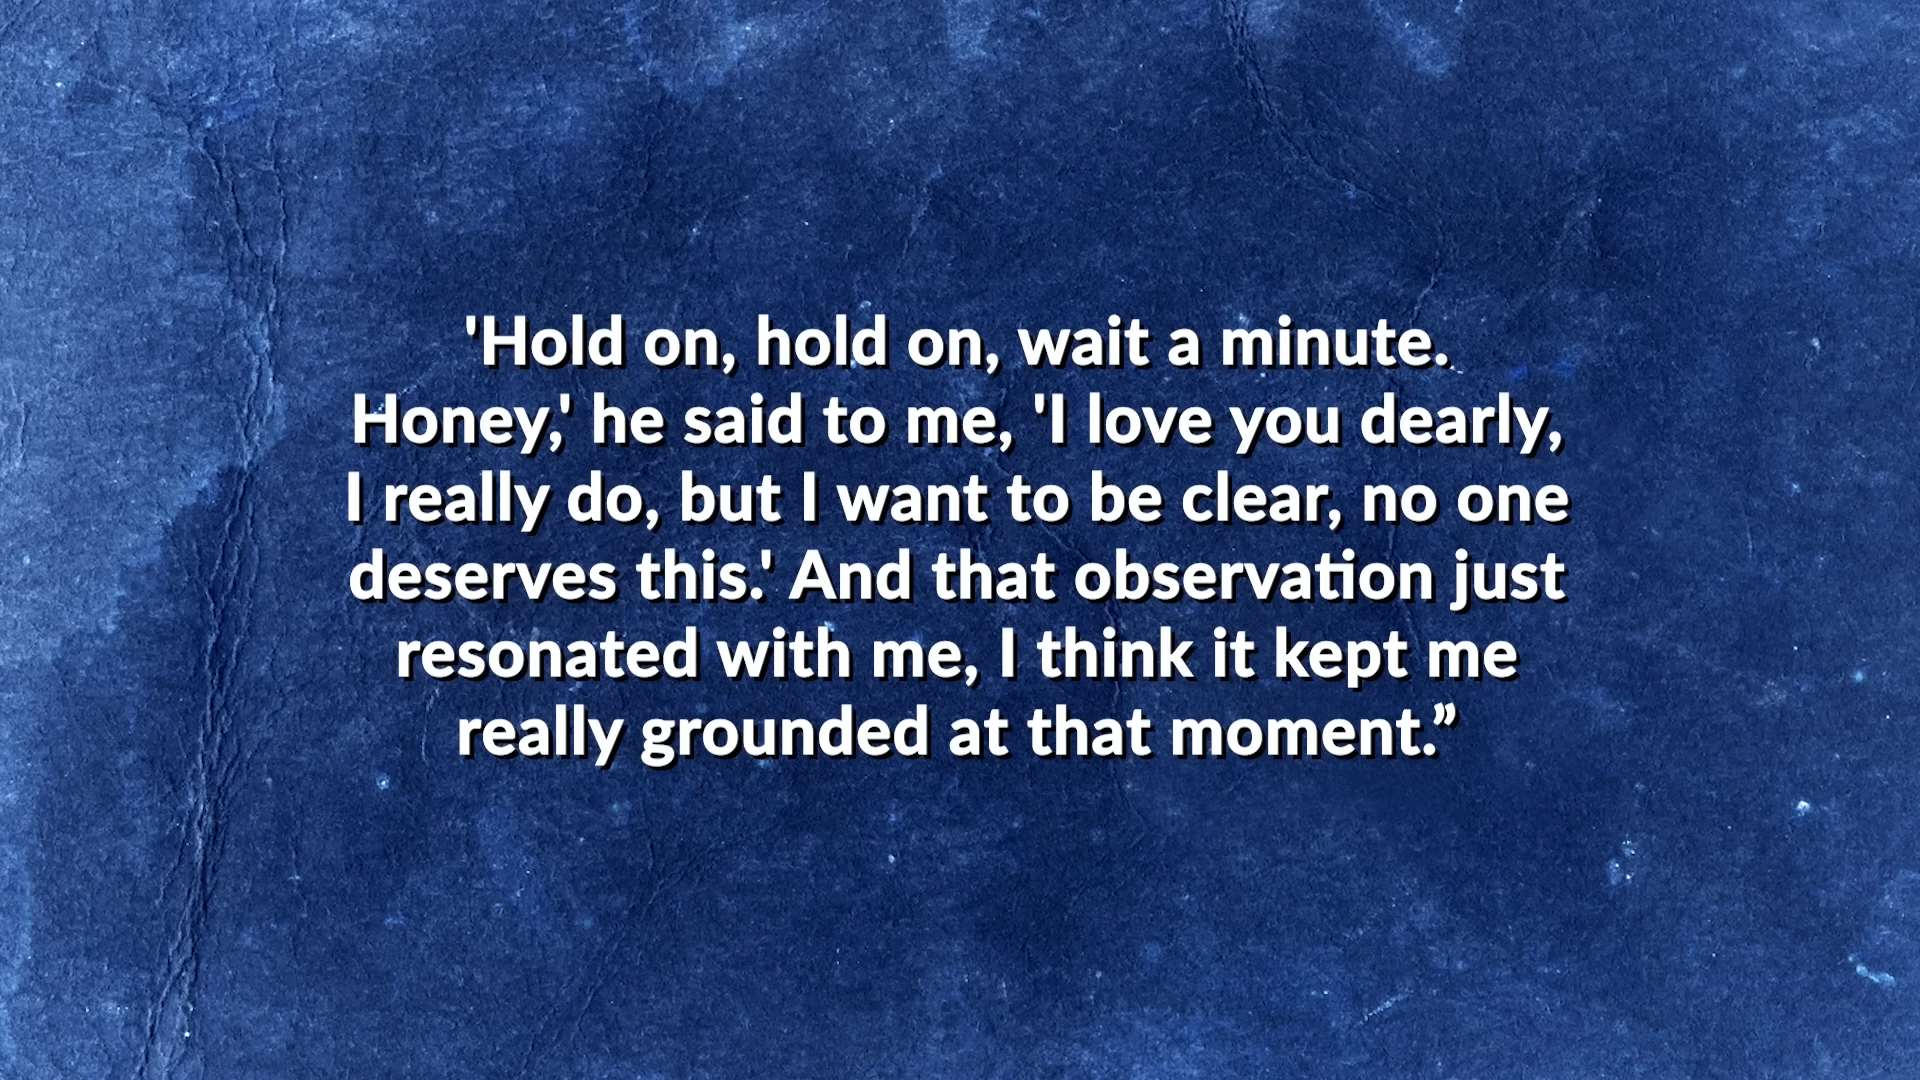 'Hold on, hold on, wait a minute.
Honey,' he said to me, 'I love you dearly,
I really do, but I want to be clear, no one
deserves this.' And that observation just
resonated with me, I think it kept me
really grounded at that moment.”